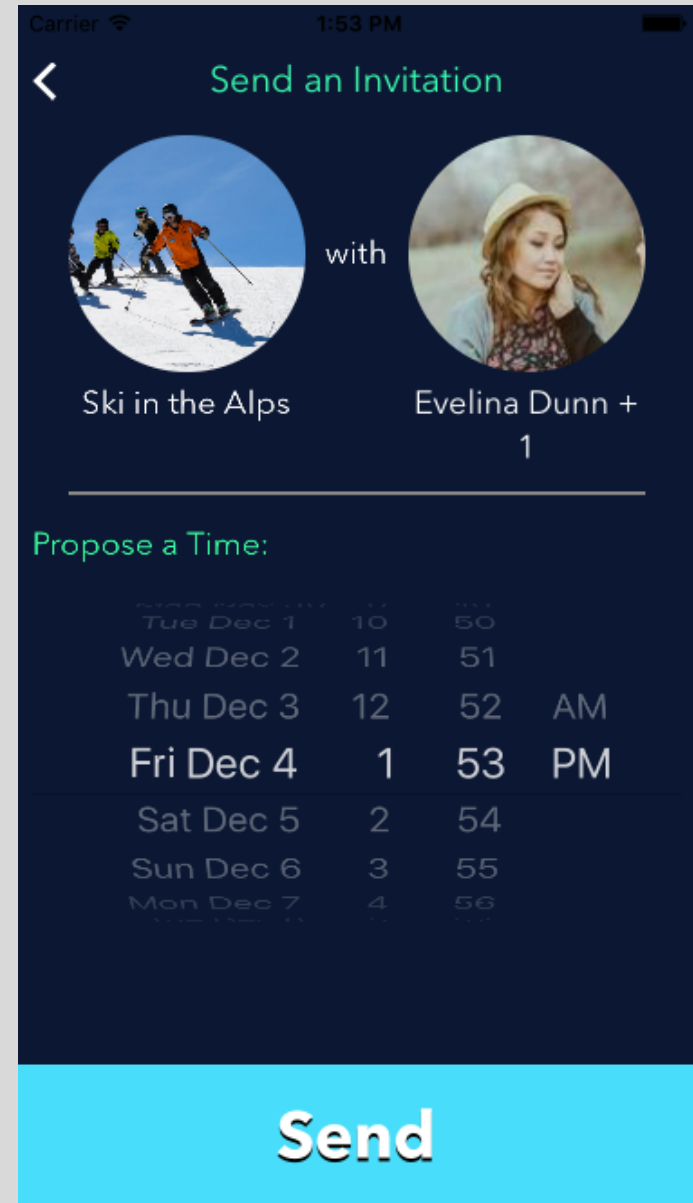 Carrier 1:53 PM
Send an Invitation
with
Ski in the Alps
Evelina Dunn +
1
Propose a Time:
Tue Dec 1 10 50
Wed Dec 2 11 51
Thu Dec 3 12 52 AM
Fri Dec 4 1 53 PM
Sat Dec 5 2 54
Sun Dec 6 3 55
Mon Dec 7 4 56
Send